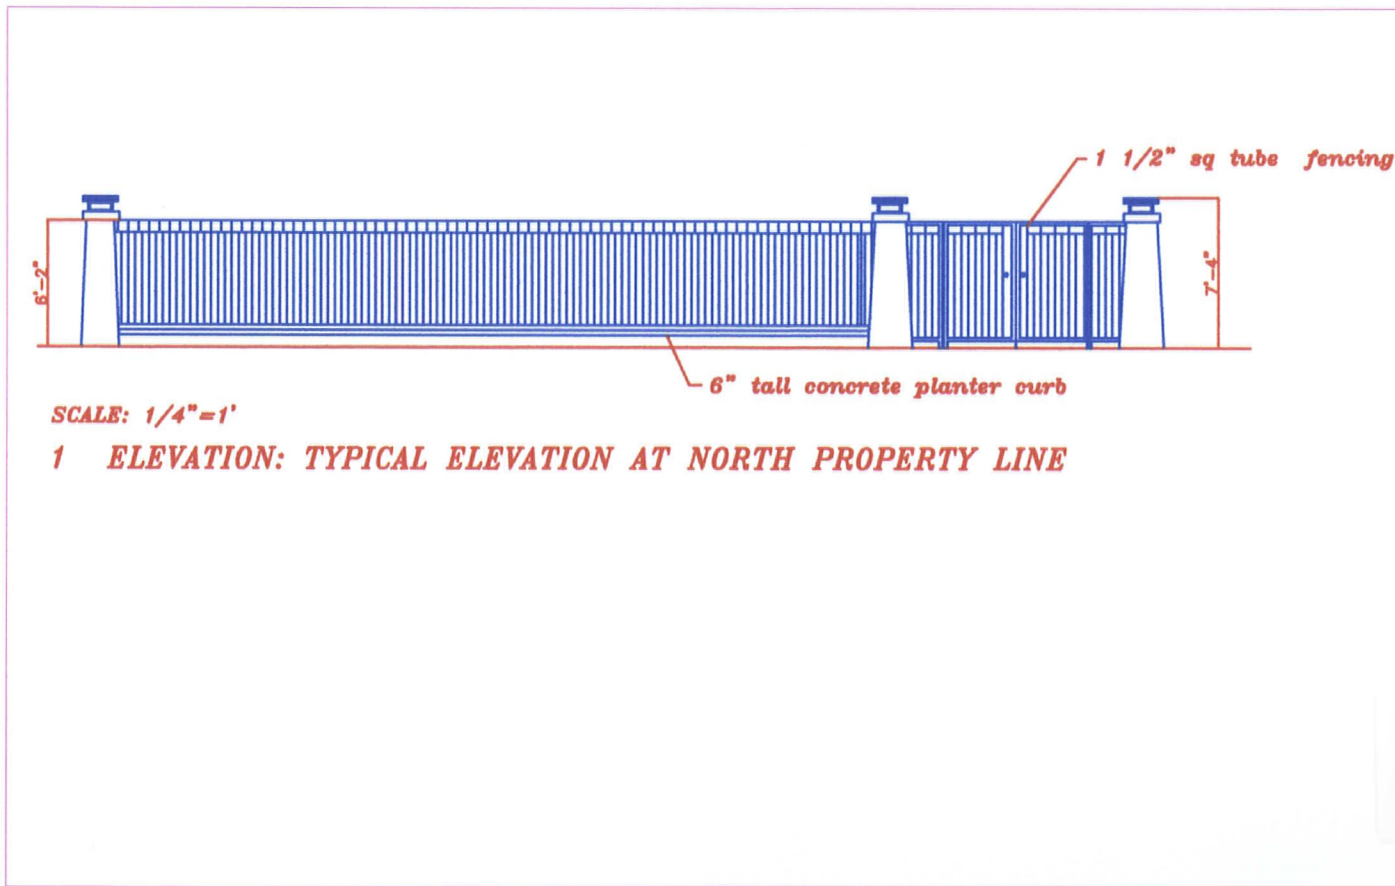 1 1/2" sq tube fencing
6'-2"
7'-4"
6" tall concrete planter curb
SCALE: 1/4"=1'
1 ELEVATION: TYPICAL ELEVATION AT NORTH PROPERTY LINE